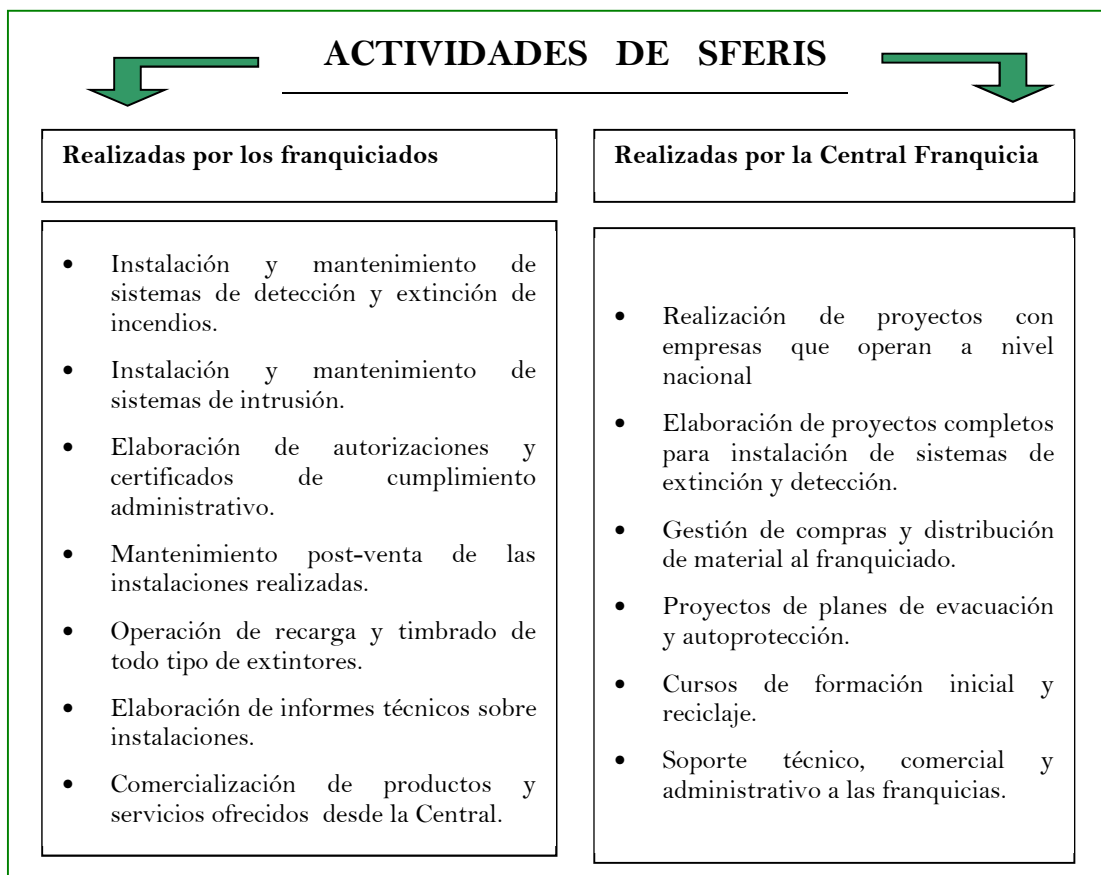 ACTIVIDADES DE SFERIS
Realizadas por los franquiciados
• Instalación y mantenimiento de
sistemas de detección y extinción de
incendios.
• Instalación y mantenimiento de
sistemas de intrusión.
• Elaboración de autorizaciones y
certificados de cumplimiento
administrativo.
• Mantenimiento post-venta de las
instalaciones realizadas.
• Operación de recarga y timbrado de
todo tipo de extintores.
• Elaboración de informes técnicos sobre
instalaciones.
• Comercialización de productos y
servicios ofrecidos desde la Central.
Realizadas por la Central Franquicia
• Realización de proyectos con
empresas que operan a nivel
nacional
• Elaboración de proyectos completos
para instalación de sistemas de
extinción y detección.
• Gestión de compras y distribución
de material al franquiciado.
• Proyectos de planes de evacuación
y autoprotección.
• Cursos de formación inicial y
reciclaje.
• Soporte técnico, comercial y
administrativo a las franquicias.